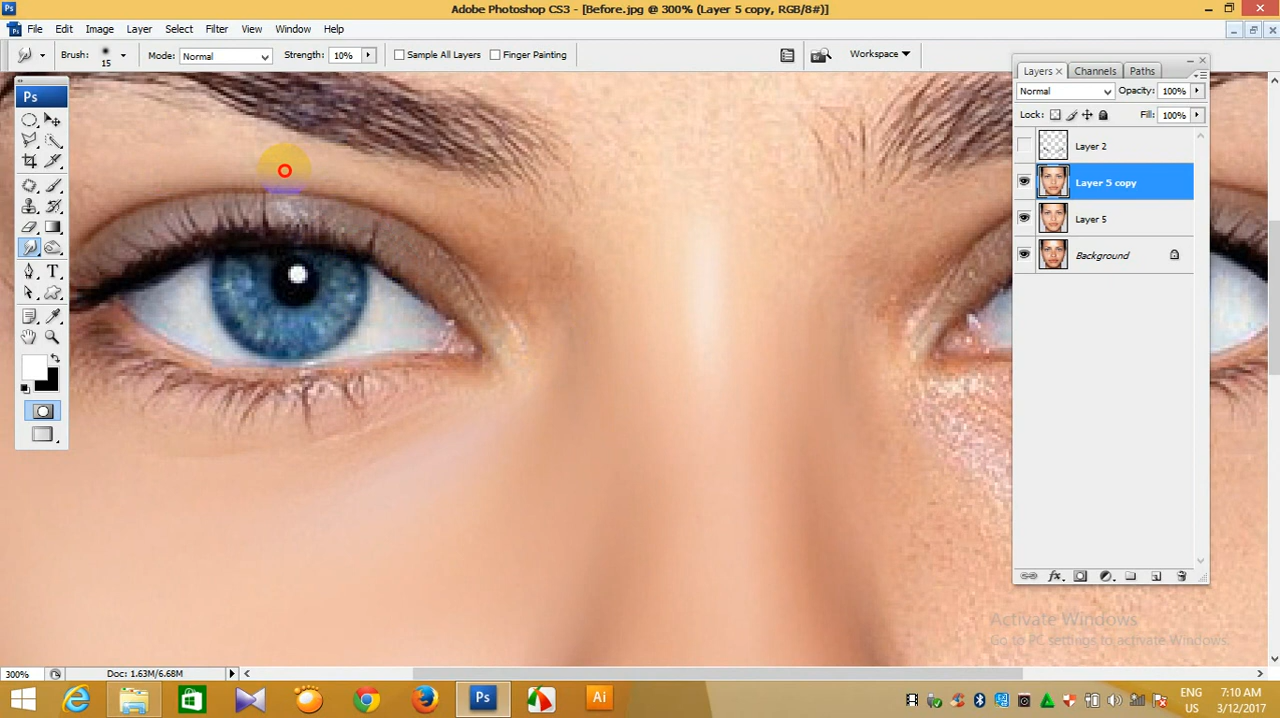 Adobe Photoshop CS3 - [Before.jpg @ 300% (Layer 5 copy, RGB/8#)]
File Edit Image Layer Select Filter View Window Help
Brush: 15 Mode: Normal Strength: 10% Sample All Layers Finger Painting Workspace
Ps
T
Layers Channels Paths
Normal Opacity: 100%
Lock: Fill: 100%
Layer 2
Layer 5 copy
Layer 5
Background
Activate Windows
Go to PC settings to activate Windows.
300% Doc: 1.63M/6.68M
Ps Ai
ENG
US
7:10 AM
3/12/2017